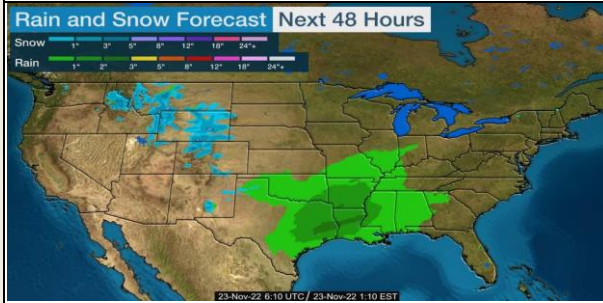 Rain and Snow Forecast Next 48 Hours
Snow
1" 3" 5" 8" 12" 18" 24"+
Rain
1" 2" 3" 5" 8" 12" 18" 24"+
23-Nov-22 6:10 UTC / 23-Nov-22 1:10 EST